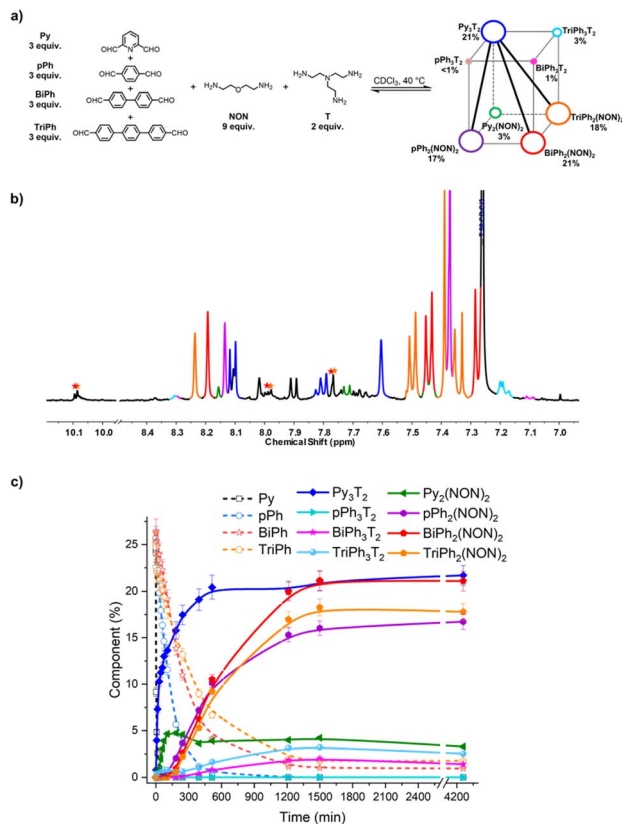 a)
Py
3 equiv.
CHO
CHO
N
+
pPh
3 equiv.
OHC
CHO
+
BiPh
3 equiv.
OHC
CHO
+
TriPh
3 equiv.
OHC
CHO
+
H2N
O
NH2
NON
9 equiv.
+
H2N
N
NH2
NH2
T
2 equiv.
CDCl3, 40 °C
Py3T2
21%
TriPh3T2
3%
pPh3T2
<1%
BiPh3T2
1%
Py2(NON)2
3%
TriPh2(NON)2
18%
pPh2(NON)2
17%
BiPh2(NON)2
21%
b)
10.1 10.0 8.4 8.3 8.2 8.1 8.0 7.9 7.8 7.7 7.6 7.5 7.4 7.3 7.2 7.1 7.0
Chemical Shift (ppm)
c)
Py Py3T2 Py2(NON)2
pPh pPh3T2 pPh2(NON)2
BiPh BiPh3T2 BiPh2(NON)2
TriPh TriPh3T2 TriPh2(NON)2
Component (%)
25
20
15
10
5
0
0 300 600 900 1200 1500 1800 2100 2400 4200
Time (min)